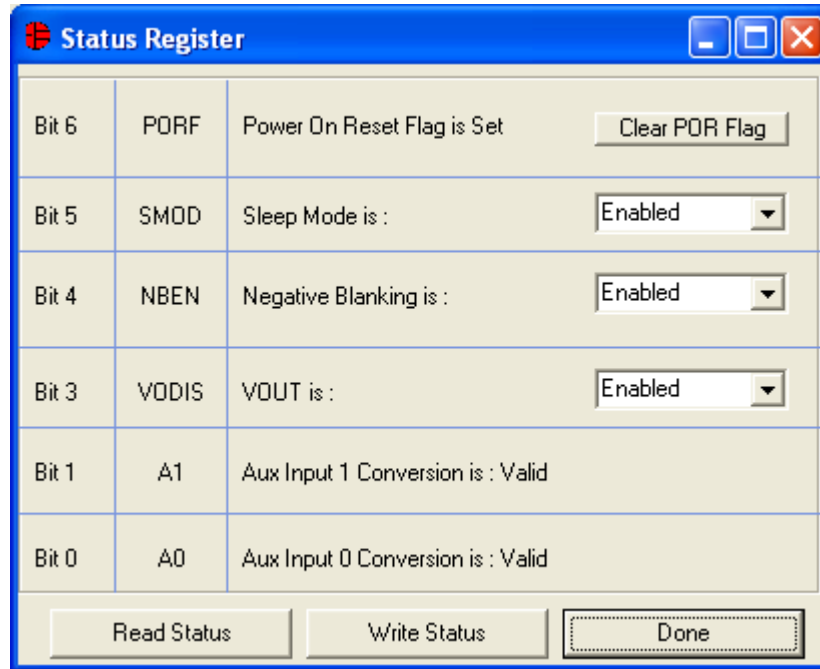 Status Register
Bit 6 PORF Power On Reset Flag is Set Clear POR Flag
Bit 5 SMOD Sleep Mode is : Enabled
Bit 4 NBEN Negative Blanking is : Enabled
Bit 3 VODIS VOUT is : Enabled
Bit 1 A1 Aux Input 1 Conversion is : Valid
Bit 0 A0 Aux Input 0 Conversion is : Valid
Read Status Write Status Done